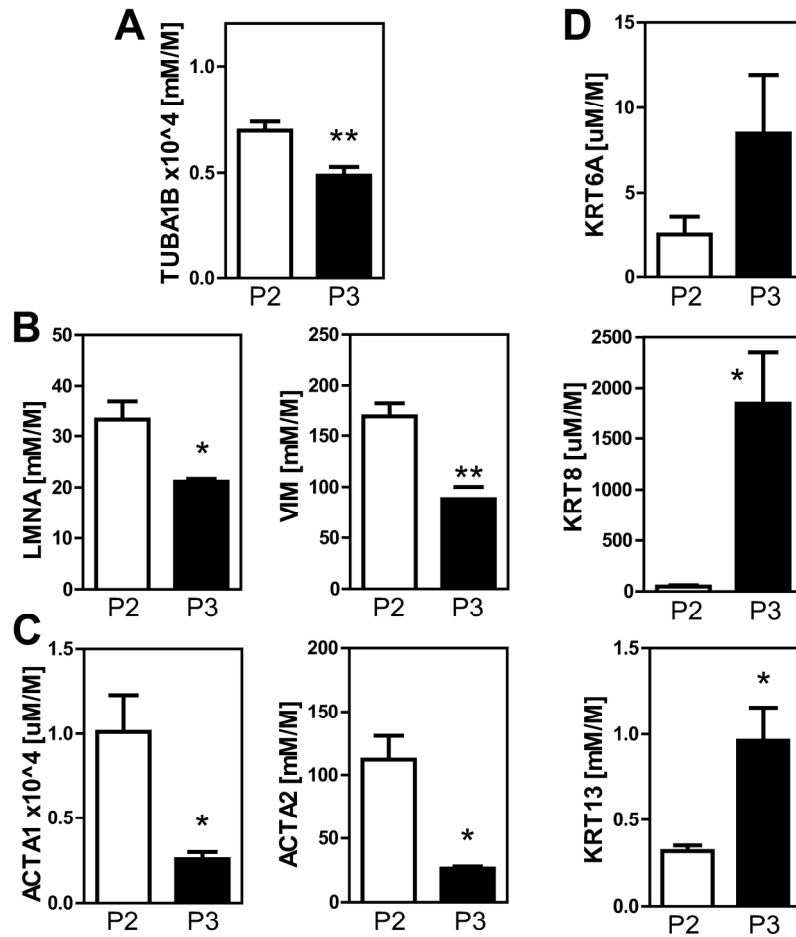 A
TUBA1B x10^4 [mM/M]
1.0
0.5
0.0
**
P2 P3
D
KRT6A [uM/M]
15
10
5
0
P2 P3
B
LMNA [mM/M]
50
40
30
20
10
0
*
P2 P3
VIM [mM/M]
250
200
150
100
50
0
**
P2 P3
KRT8 [uM/M]
2500
2000
1500
1000
500
0
*
P2 P3
C
ACTA1 x10^4 [uM/M]
1.5
1.0
0.5
0.0
*
P2 P3
ACTA2 [mM/M]
200
150
100
50
0
*
P2 P3
KRT13 [mM/M]
1.5
1.0
0.5
0.0
*
P2 P3